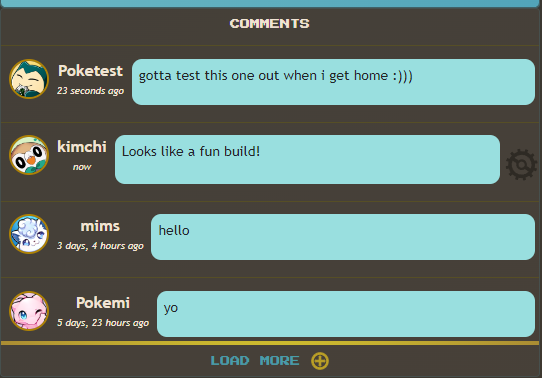 COMMENTS
Poketest
23 seconds ago
gotta test this one out when i get home :)))
kimchi
now
Looks like a fun build!
mims
3 days, 4 hours ago
hello
Pokemi
5 days, 23 hours ago
yo
LOAD MORE